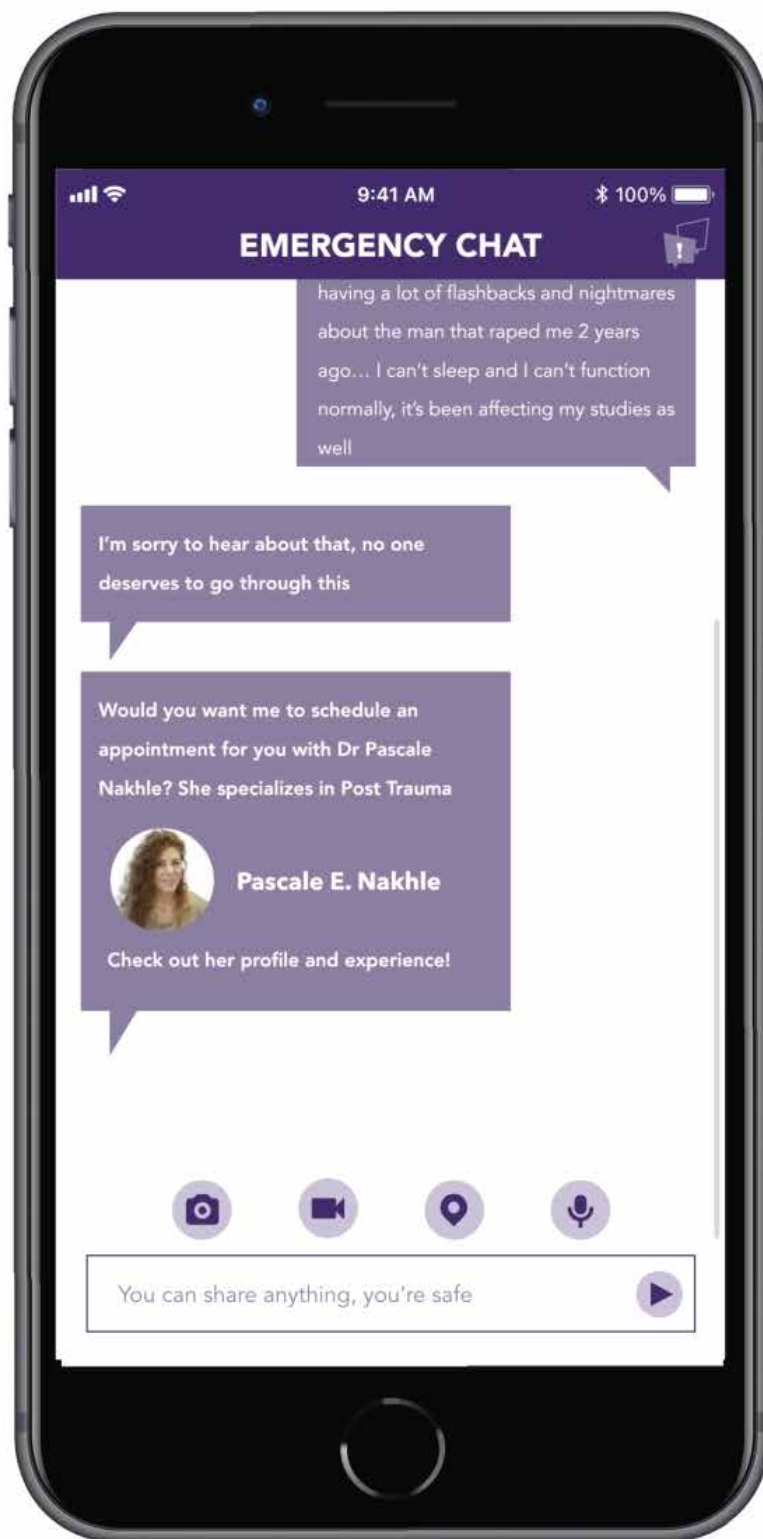 9:41 AM
100%
EMERGENCY CHAT
!
having a lot of flashbacks and nightmares
about the man that raped me 2 years
ago... I can't sleep and I can't function
normally, it's been affecting my studies as
well
I'm sorry to hear about that, no one
deserves to go through this
Would you want me to schedule an
appointment for you with Dr Pascale
Nakhle? She specializes in Post Trauma
Pascale E. Nakhle
Check out her profile and experience!
You can share anything, you're safe